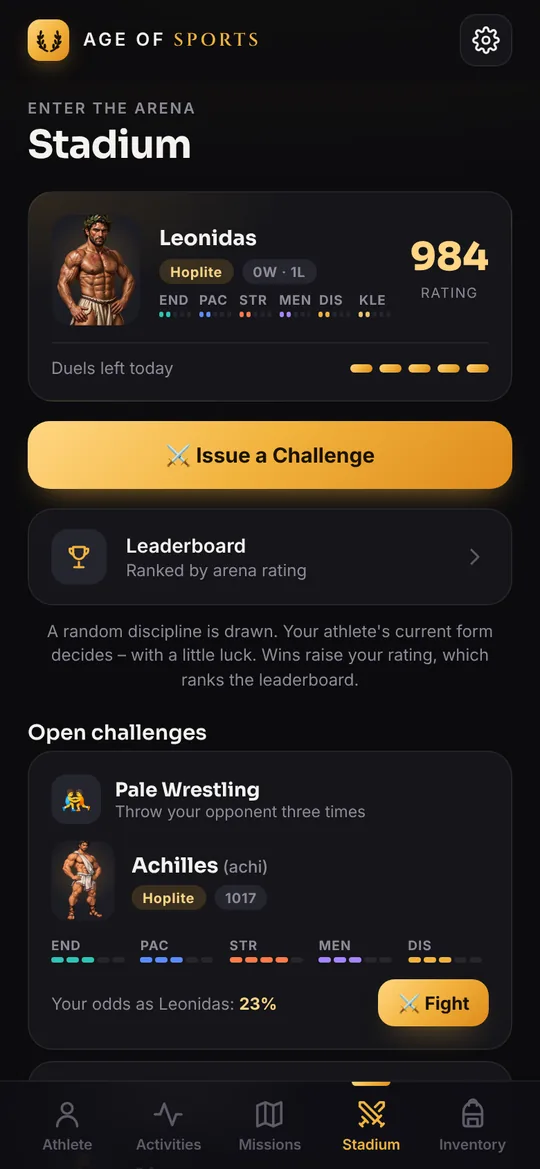 AGE OF SPORTS
ENTER THE ARENA
Stadium
Leonidas
Hoplite 0W · 1L
984
RATING
END PAC STR MEN DIS KLE
Duels left today
⚔️ Issue a Challenge
Leaderboard
Ranked by arena rating
A random discipline is drawn. Your athlete's current form
decides – with a little luck. Wins raise your rating, which
ranks the leaderboard.
Open challenges
Pale Wrestling
Throw your opponent three times
Achilles (achi)
Hoplite 1017
END PAC STR MEN DIS
Your odds as Leonidas: 23%
⚔️ Fight
Athlete Activities Missions Stadium Inventory